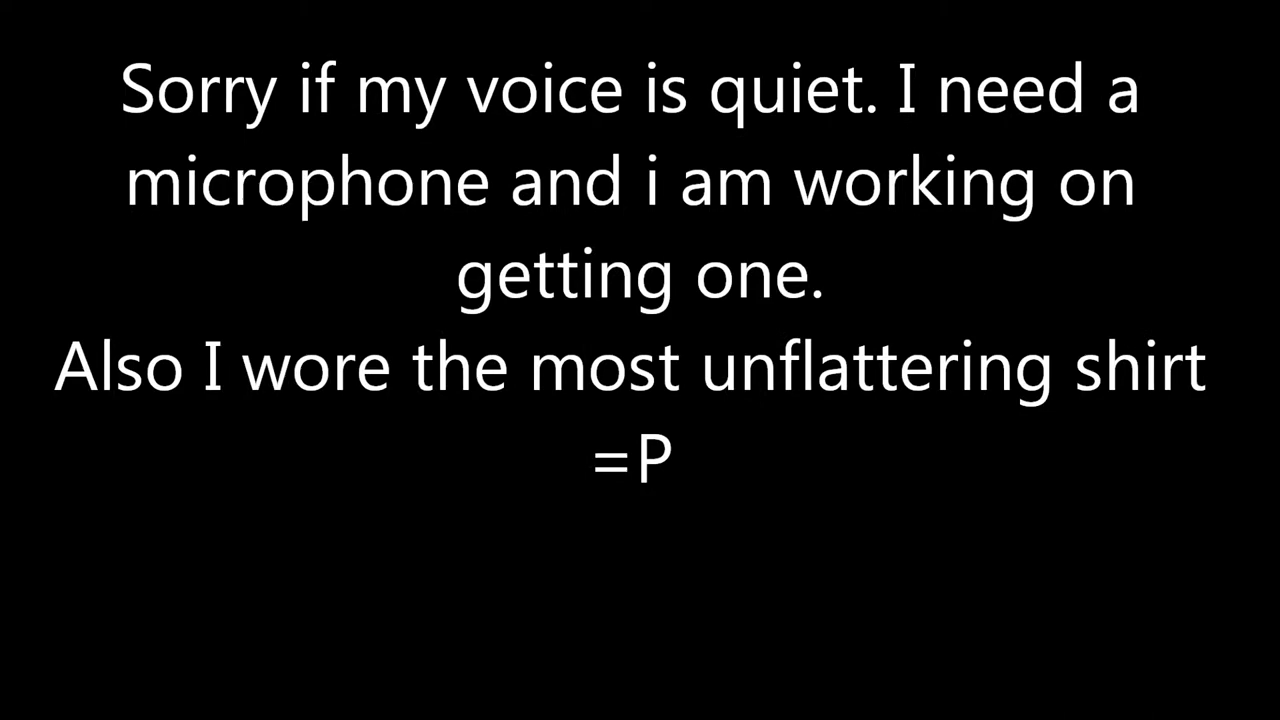 Sorry if my voice is quiet. I need a
microphone and i am working on
getting one.
Also I wore the most unflattering shirt
=P